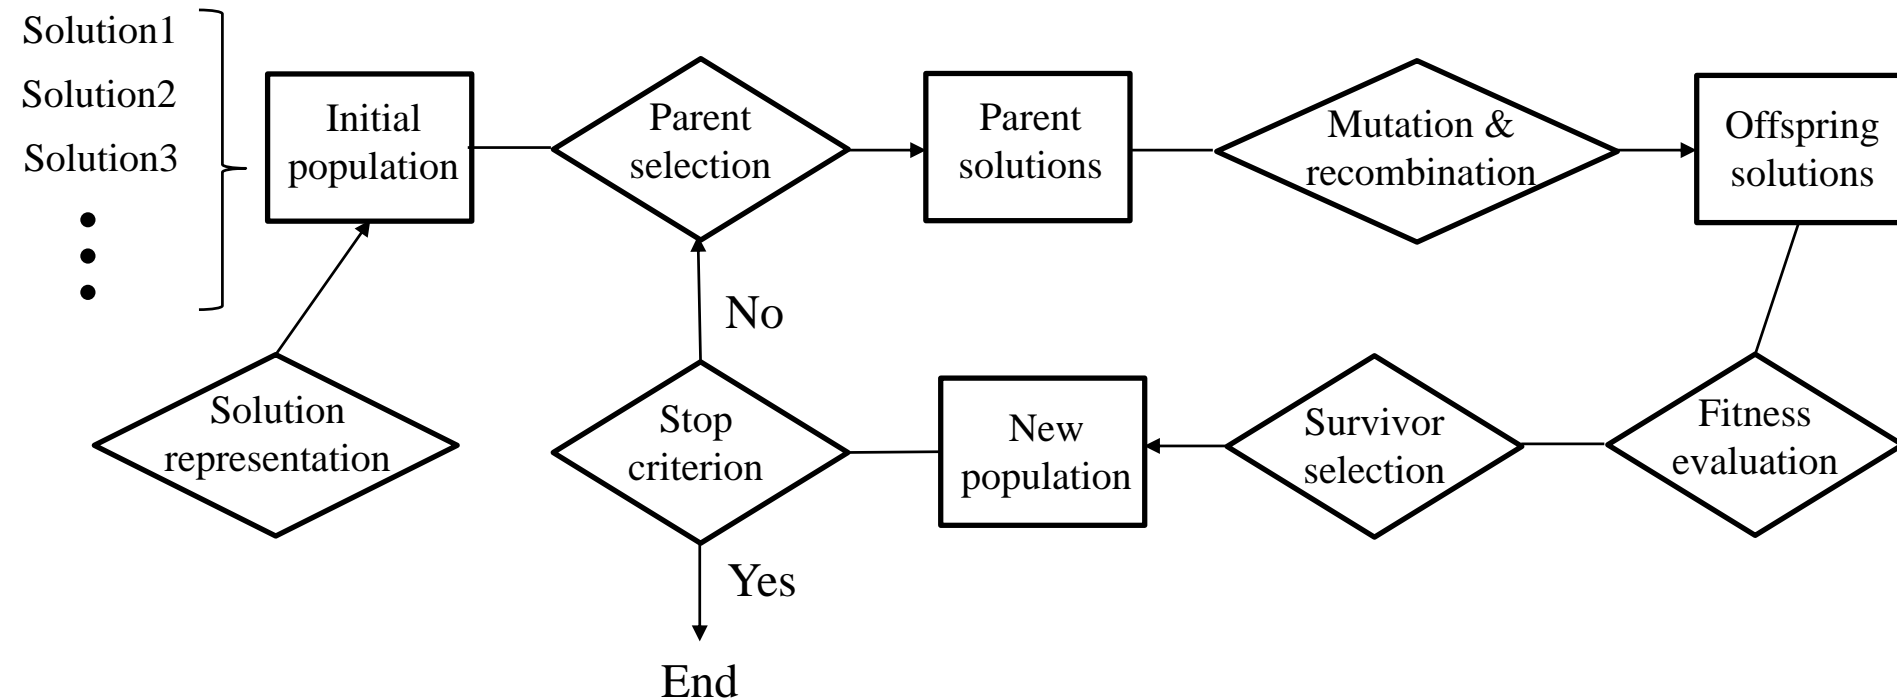 Solution1
Solution2
Solution3
Initial
population
Parent
selection
Parent
solutions
Mutation &
recombination
Offspring
solutions
No
Solution
representation
Stop
criterion
New
population
Survivor
selection
Fitness
evaluation
Yes
End